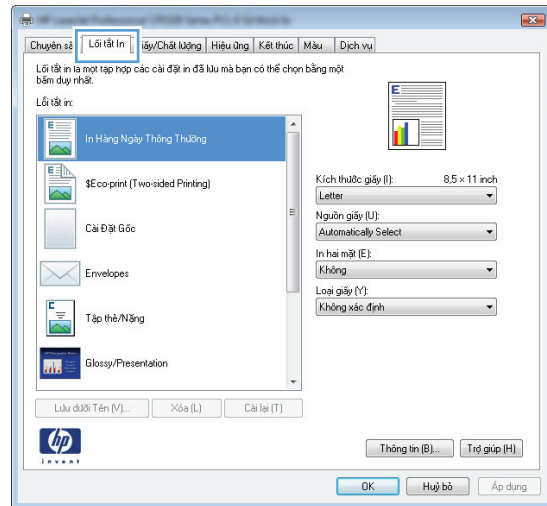 Chuyên sâ
Lối tắt In
iấy/Chất lượng
Hiệu ứng
Kết thúc
Màu
Dịch vụ
Lối tắt in là một tập hợp các cài đặt in đã lưu mà bạn có thể chọn bằng một
bấm duy nhất.
Lối tắt in:
In Hàng Ngày Thông Thường
$Eco-print (Two-sided Printing)
Cài Đặt Gốc
Envelopes
Tập thẻ/Nặng
Glossy/Presentation
Lưu dưới Tên (V)...
Xóa (L)
Cài lại (T)
Kích thước giấy (I):
8,5 × 11 inch
Letter
Nguồn giấy (U):
Automatically Select
In hai mặt (E):
Không
Loại giấy (Y):
Không xác định
hp
invent
Thông tin (B)...
Trợ giúp (H)
OK
Huỷ bỏ
Áp dụng